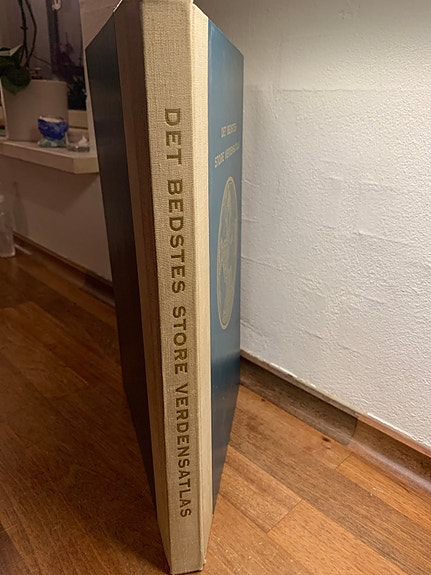 DET BEDSTES STORE VERDENSATLAS
DET BEDSTES
STORE VERDENSATLAS